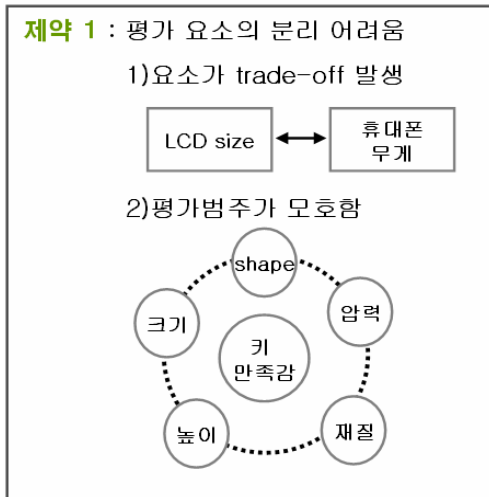 제약 1 : 평가 요소의 분리 어려움
1)요소가 trade-off 발생
LCD size
휴대폰
무게
2)평가범주가 모호함
shape
크기
압력
키
만족감
높이
재질